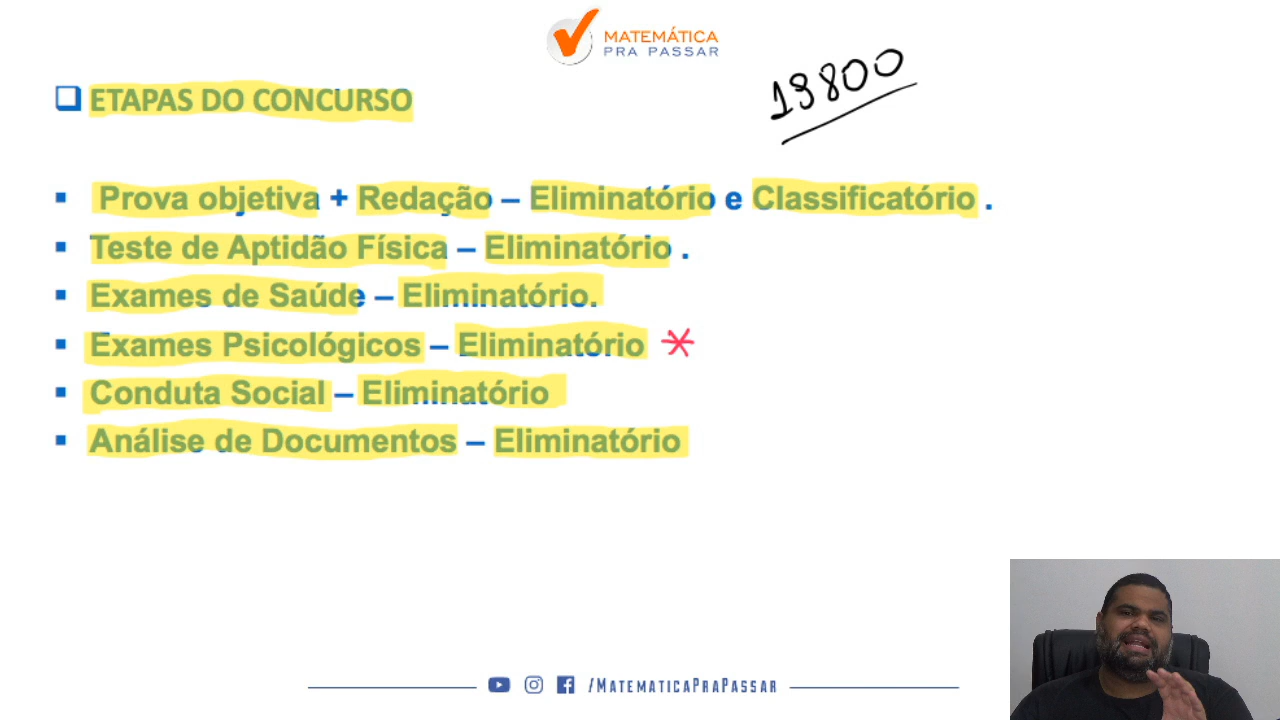 MATEMÁTICA
PRA PASSAR
13800
❑ ETAPAS DO CONCURSO
▪ Prova objetiva + Redação – Eliminatório e Classificatório .
▪ Teste de Aptidão Física – Eliminatório .
▪ Exames de Saúde – Eliminatório.
▪ Exames Psicológicos – Eliminatório *
▪ Conduta Social – Eliminatório
▪ Análise de Documentos – Eliminatório
/MATEMATICAPRAPASSAR